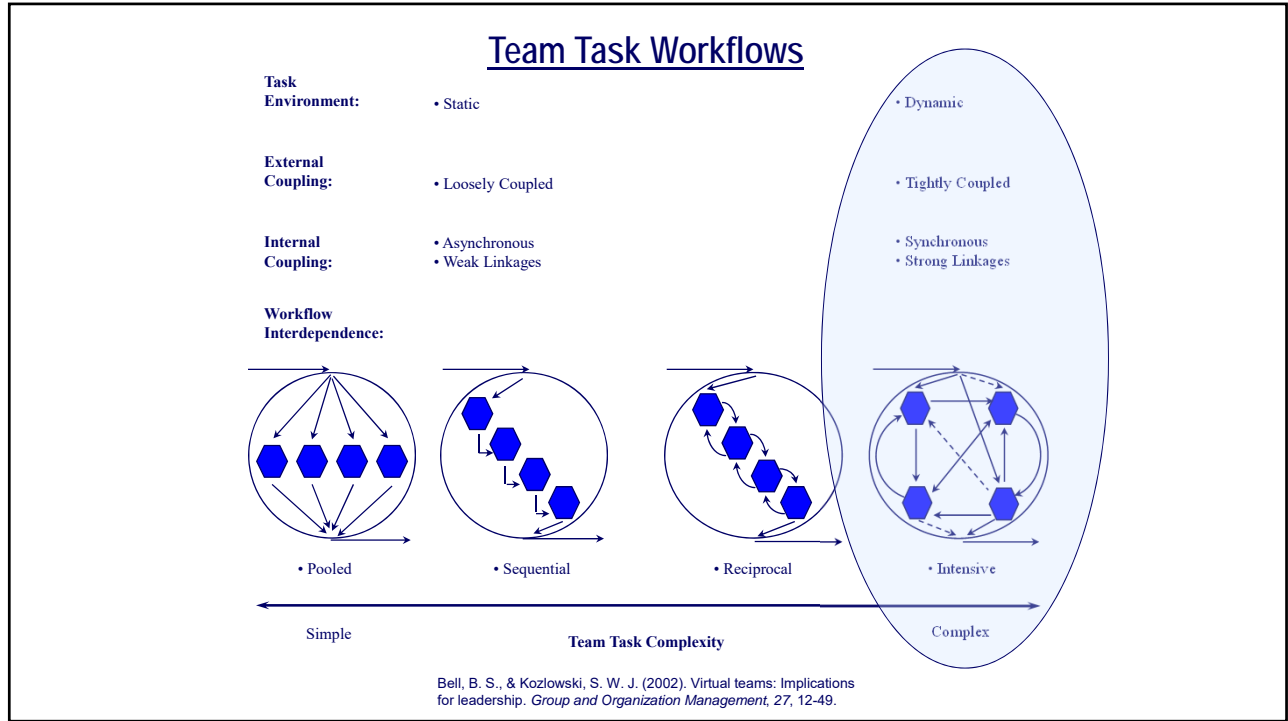 Team Task Workflows
Task
Environment:
• Static
• Dynamic
External
Coupling:
• Loosely Coupled
• Tightly Coupled
Internal
Coupling:
• Asynchronous
• Weak Linkages
• Synchronous
• Strong Linkages
Workflow
Interdependence:
• Pooled
• Sequential
• Reciprocal
• Intensive
Simple
Team Task Complexity
Complex
Bell, B. S., & Kozlowski, S. W. J. (2002). Virtual teams: Implications
for leadership. Group and Organization Management, 27, 12-49.